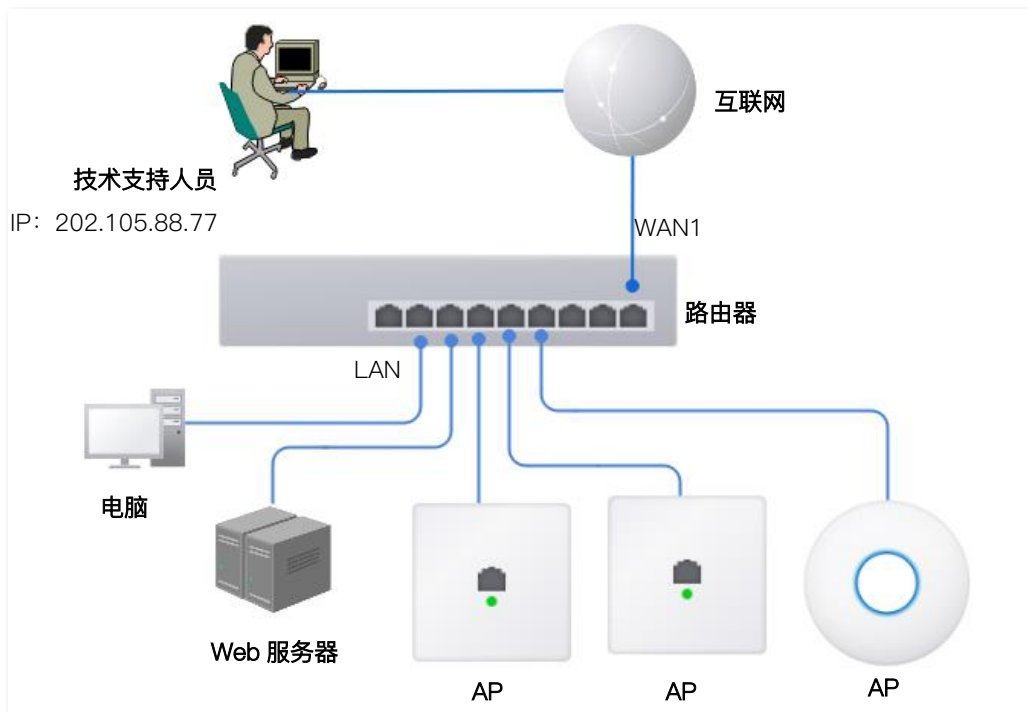 互联网
技术支持人员
IP：202.105.88.77
WAN1
路由器
LAN
电脑
Web 服务器
AP
AP
AP